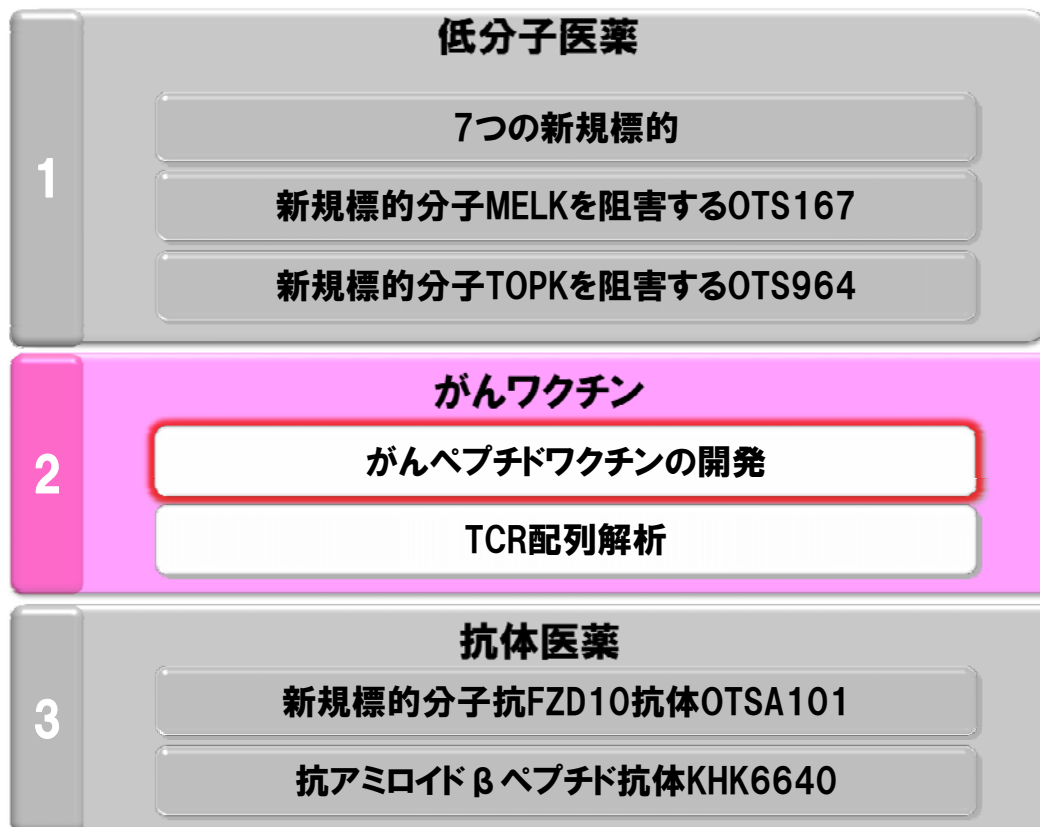 低分子医薬
1
7つの新規標的
新規標的分子MELKを阻害するOTS167
新規標的分子TOPKを阻害するOTS964
がんワクチン
2
がんペプチドワクチンの開発
TCR配列解析
抗体医薬
3
新規標的分子抗FZD10抗体OTSA101
抗アミロイドβペプチド抗体KHK6640